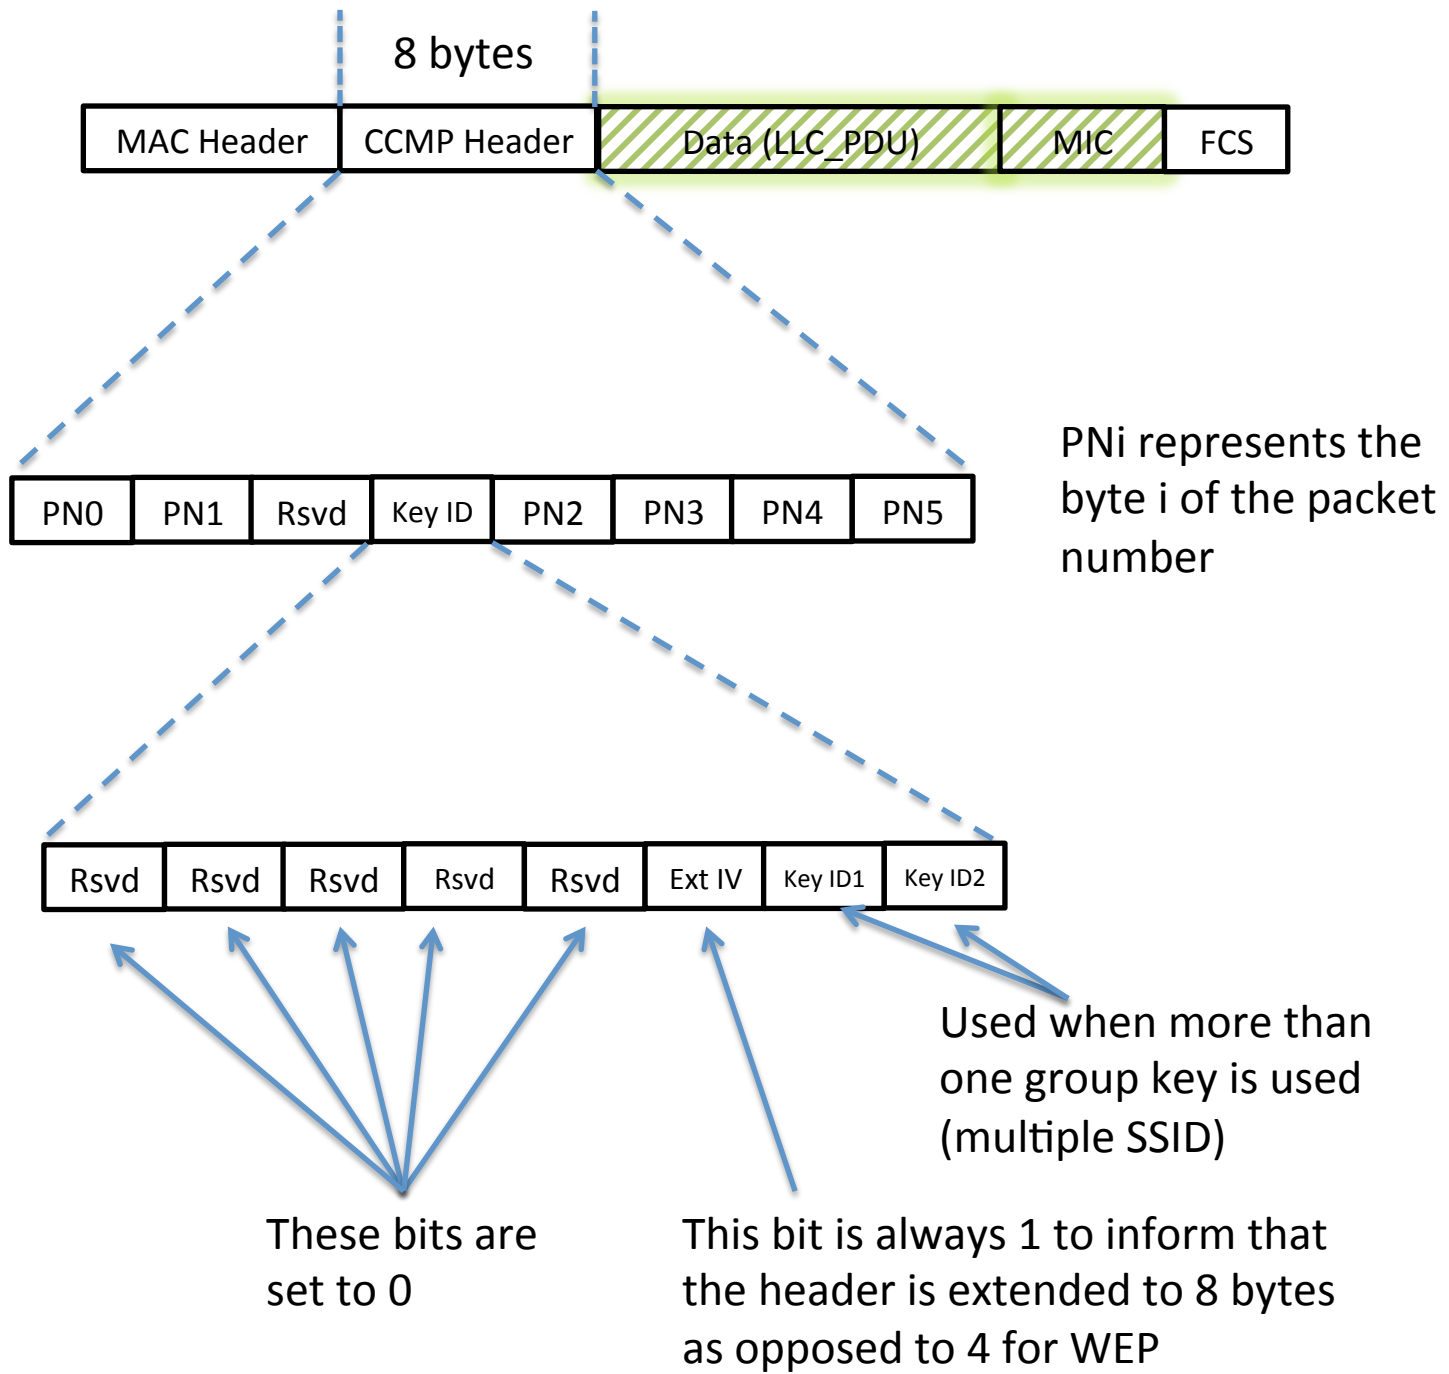 8 bytes
MAC Header CCMP Header Data (LLC_PDU) MIC FCS
PNi represents the
byte i of the packet
number
PN0 PN1 Rsvd Key ID PN2 PN3 PN4 PN5
Rsvd Rsvd Rsvd Rsvd Rsvd Ext IV Key ID1 Key ID2
Used when more than
one group key is used
(multiple SSID)
These bits are
set to 0
This bit is always 1 to inform that
the header is extended to 8 bytes
as opposed to 4 for WEP